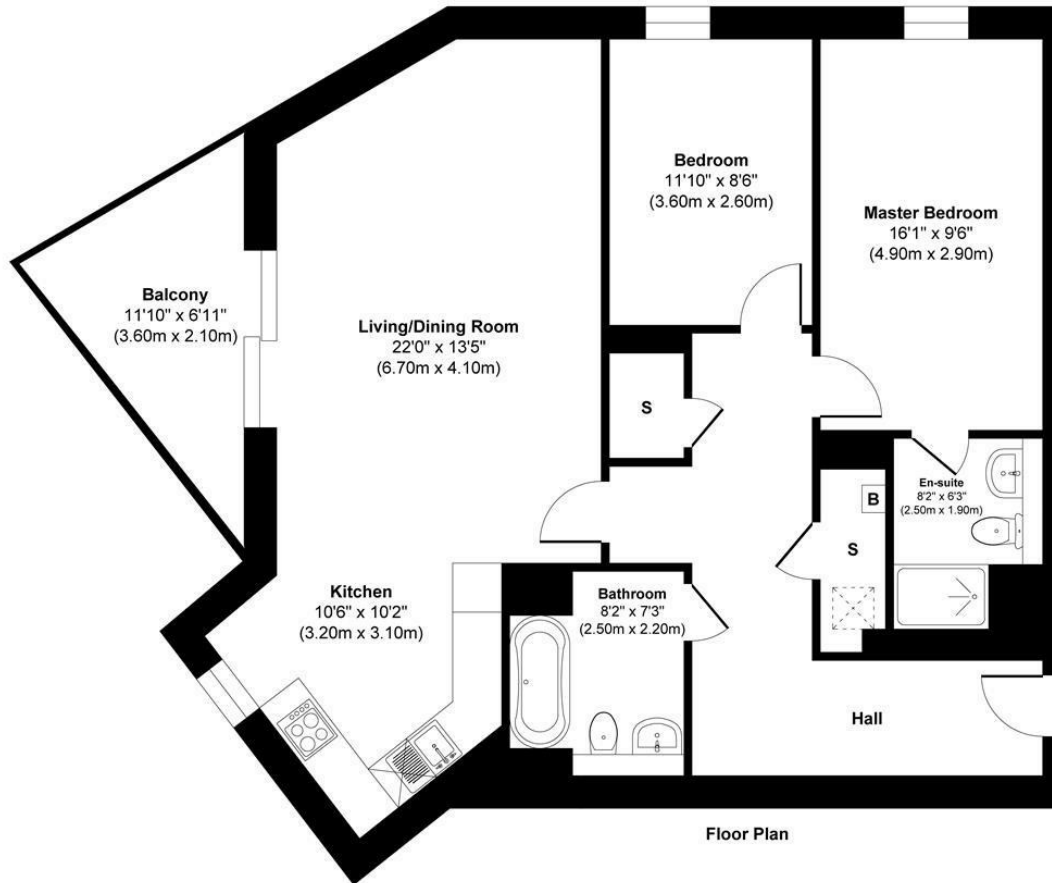 Bedroom
11'10" x 8'6"
(3.60m x 2.60m)
Master Bedroom
16'1" x 9'6"
(4.90m x 2.90m)
Balcony
11'10" x 6'11"
(3.60m x 2.10m)
Living/Dining Room
22'0" x 13'5"
(6.70m x 4.10m)
S
En-suite
8'2" x 6'3"
(2.50m x 1.90m)
B
S
Kitchen
10'6" x 10'2"
(3.20m x 3.10m)
Bathroom
8'2" x 7'3"
(2.50m x 2.20m)
Hall
Floor Plan